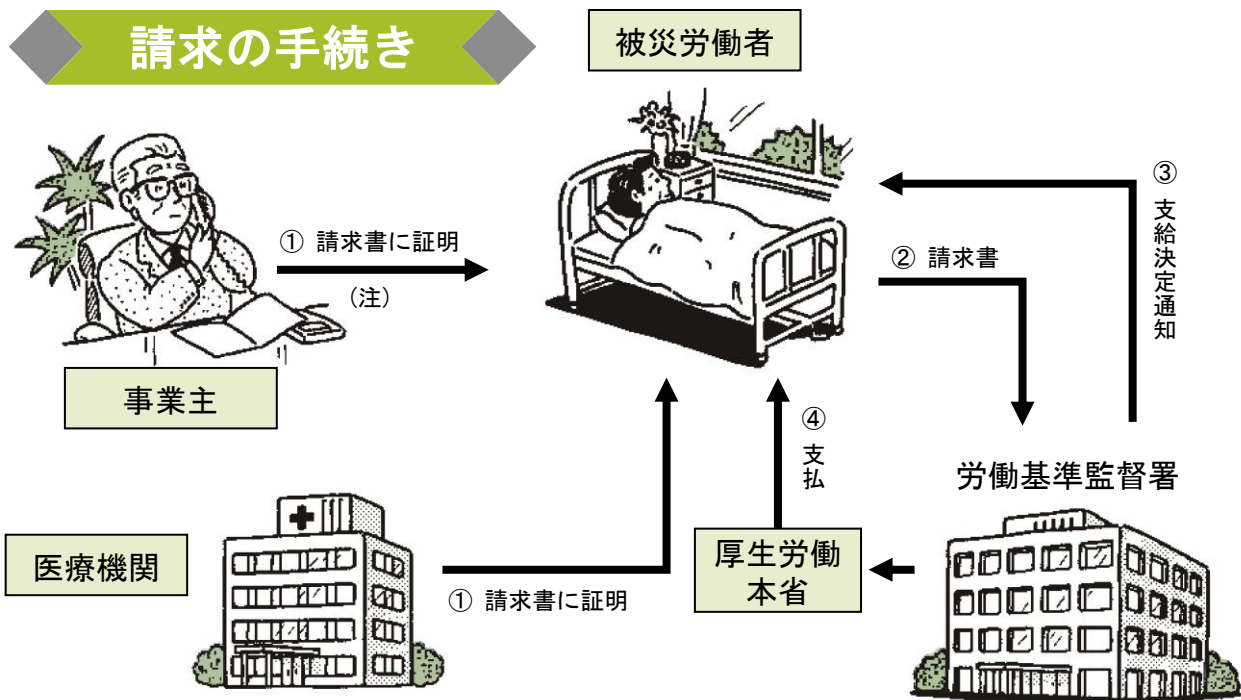 請求の手続き
被災労働者
① 請求書に証明
（注）
事業主
② 請求書
③
支給決定通知
④
支払
労働基準監督署
医療機関
① 請求書に証明
厚生労働
本省